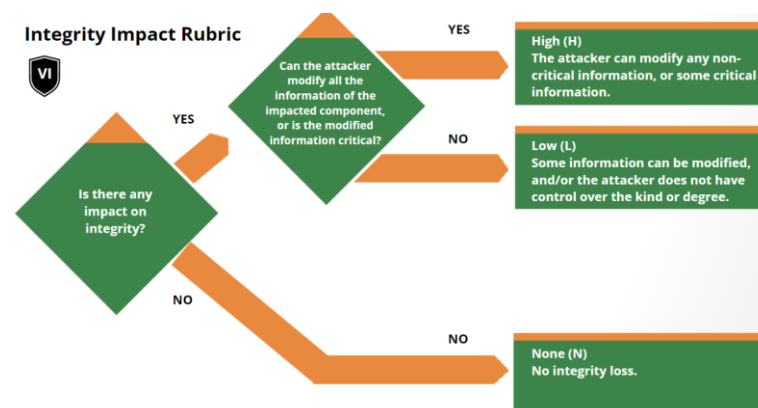 Integrity Impact Rubric
VI
Is there any
impact on
integrity?
YES
NO
Can the attacker
modify all the
information of the
impacted component,
or is the modified
information critical?
YES
NO
High (H)
The attacker can modify any non-
critical information, or some critical
information.
Low (L)
Some information can be modified,
and/or the attacker does not have
control over the kind or degree.
NO
None (N)
No integrity loss.